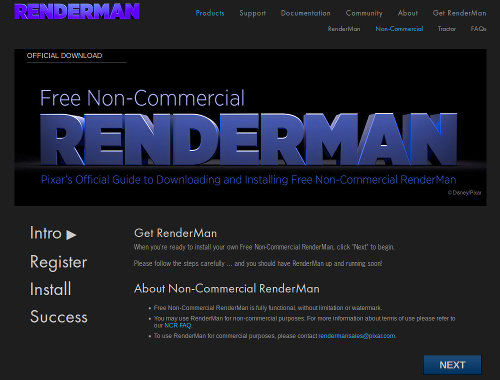 RENDERMAN
Products Support Documentation Community About Get RenderMan
RenderMan Non-Commercial Tractor FAQs
OFFICIAL DOWNLOAD
Free Non-Commercial
RENDERMAN
Pixar's Official Guide to Downloading and Installing Free Non-Commercial RenderMan
© Disney/Pixar
Intro ▶
Register
Install
Success
Get RenderMan
When you're ready to install your own Free Non-Commercial RenderMan, click "Next" to begin.
Please follow the steps carefully ... and you should have RenderMan up and running soon!
About Non-Commercial RenderMan
Free Non-Commercial RenderMan is fully functional, without limitation or watermark.
You may use RenderMan for non-commercial purposes. For more information about terms of use please refer to
our NCR FAQ.
To use RenderMan for commercial purposes, please contact rendermansales@pixar.com.
NEXT